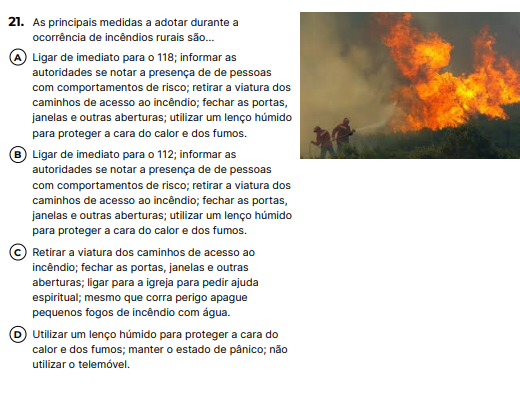 21. As principais medidas a adotar durante a
ocorrência de incêndios rurais são...
A Ligar de imediato para o 118; informar as
autoridades se notar a presença de de pessoas
com comportamentos de risco; retirar a viatura dos
caminhos de acesso ao incêndio; fechar as portas,
janelas e outras aberturas; utilizar um lenço húmido
para proteger a cara do calor e dos fumos.
B Ligar de imediato para o 112; informar as
autoridades se notar a presença de de pessoas
com comportamentos de risco; retirar a viatura dos
caminhos de acesso ao incêndio; fechar as portas,
janelas e outras aberturas; utilizar um lenço húmido
para proteger a cara do calor e dos fumos.
C Retirar a viatura dos caminhos de acesso ao
incêndio; fechar as portas, janelas e outras
aberturas; ligar para a igreja para pedir ajuda
espiritual; mesmo que corra perigo apague
pequenos fogos de incêndio com água.
D Utilizar um lenço húmido para proteger a cara do
calor e dos fumos; manter o estado de pânico; não
utilizar o telemóvel.